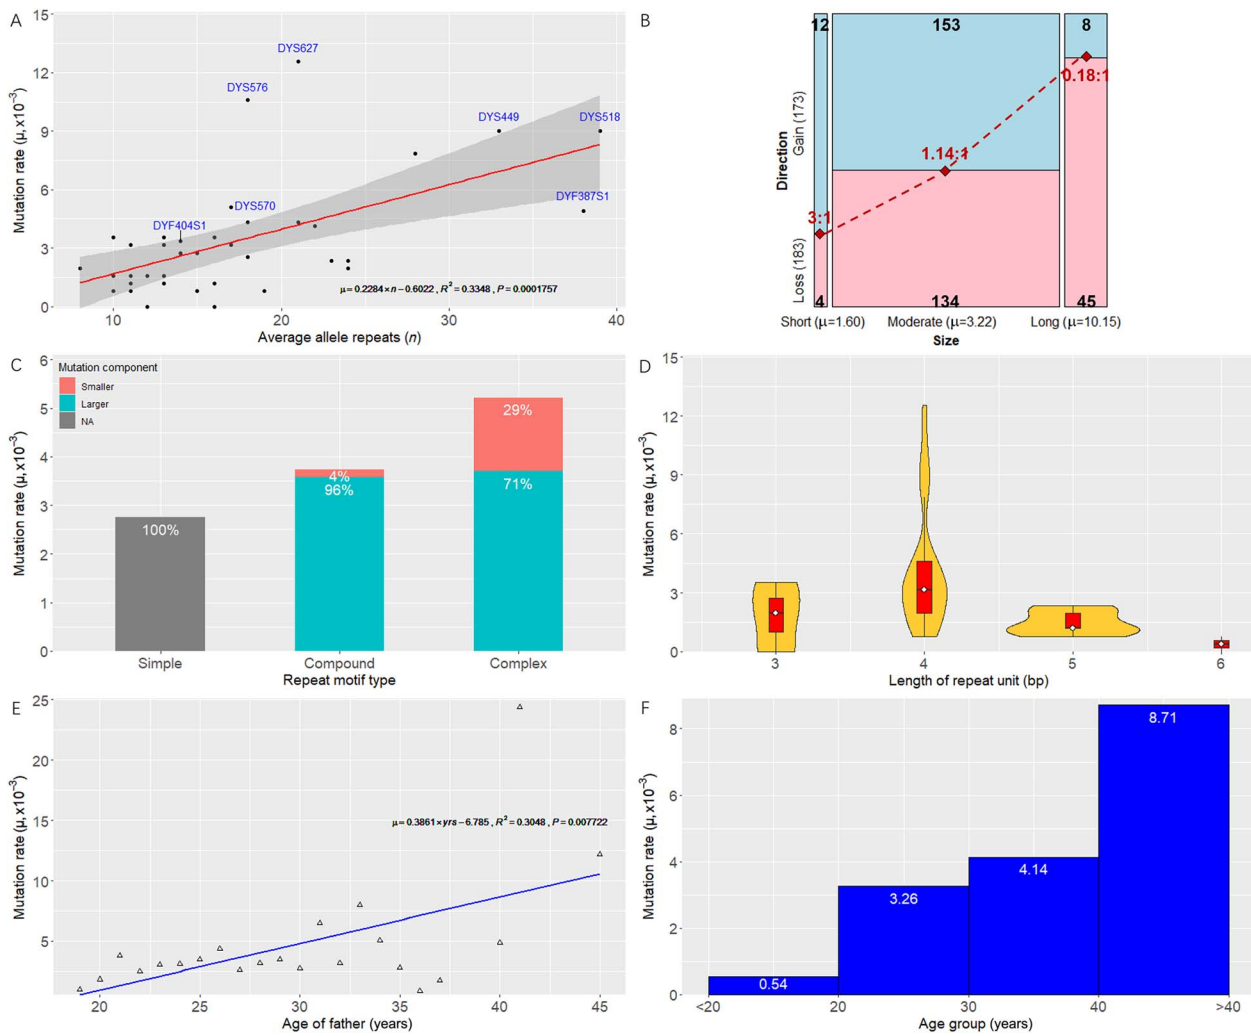 A
15
12
9
6
3
0
Mutation rate (μ, x10⁻³)
DYS627
DYS576
DYS449
DYS518
DYF387S1
DYS570
DYF404S1
μ=0.2284×n−0.6022, R²=0.3348, P=0.0001757
10
20
30
40
Average allele repeats (n)
B
12
153
8
0.18:1
1.14:1
3:1
4
134
45
Direction
Gain (173)
Loss (183)
Short (μ=1.60)
Moderate (μ=3.22)
Long (μ=10.15)
Size
C
6
5
4
3
2
1
0
Mutation rate (μ, x10⁻³)
Mutation component
Smaller
Larger
NA
100%
4%
96%
29%
71%
Simple
Compound
Complex
Repeat motif type
D
15
12
9
6
3
0
Mutation rate (μ, x10⁻³)
3
4
5
6
Length of repeat unit (bp)
E
25
20
15
10
5
Mutation rate (μ, x10⁻³)
μ=0.3861×yrs−6.785, R²=0.3048, P=0.007722
20
25
30
35
40
45
Age of father (years)
F
8
6
4
2
0
Mutation rate (μ, x10⁻³)
0.54
3.26
4.14
8.71
<20
20
30
40
>40
Age group (years)